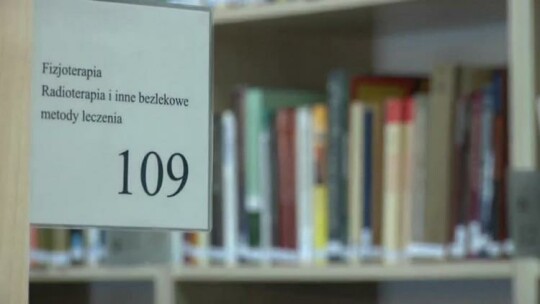 Fizjoterapia
Radioterapia i inne bezlekowe
metody leczenia
109